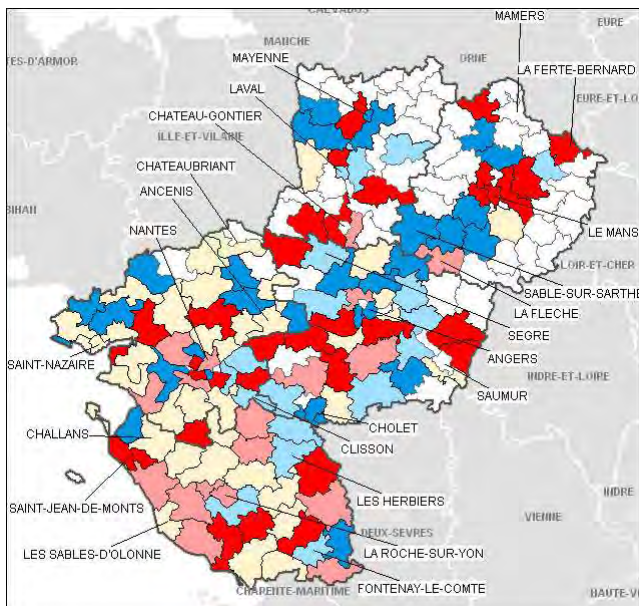 CALVADOS
MAMERS
EURE
MANCHE
ORNE
TES-D'ARMOR
MAYENNE
LA FERTE-BERNARD
LAVAL
EURE-ET-LO
CHATEAU-GONTIER
ILLE-ET-VILAINE
CHATEAUBRIANT
ANCENIS
BIHAN
NANTES
LE MANS
LOIR-ET-CHER
SABLE-SUR-SARTHE
LA FLECHE
SEGRE
SAINT-NAZAIRE
ANGERS
INDRE-ET-LOIRE
SAUMUR
CHOLET
CHALLANS
CLISSON
INDRE
SAINT-JEAN-DE-MONTS
LES HERBIERS
VIENNE
DEUX-SEVRES
LES SABLES-D'OLONNE
LA ROCHE-SUR-YON
FONTENAY-LE-COMTE
CHARENTE-MARITIME
HAUTE-V